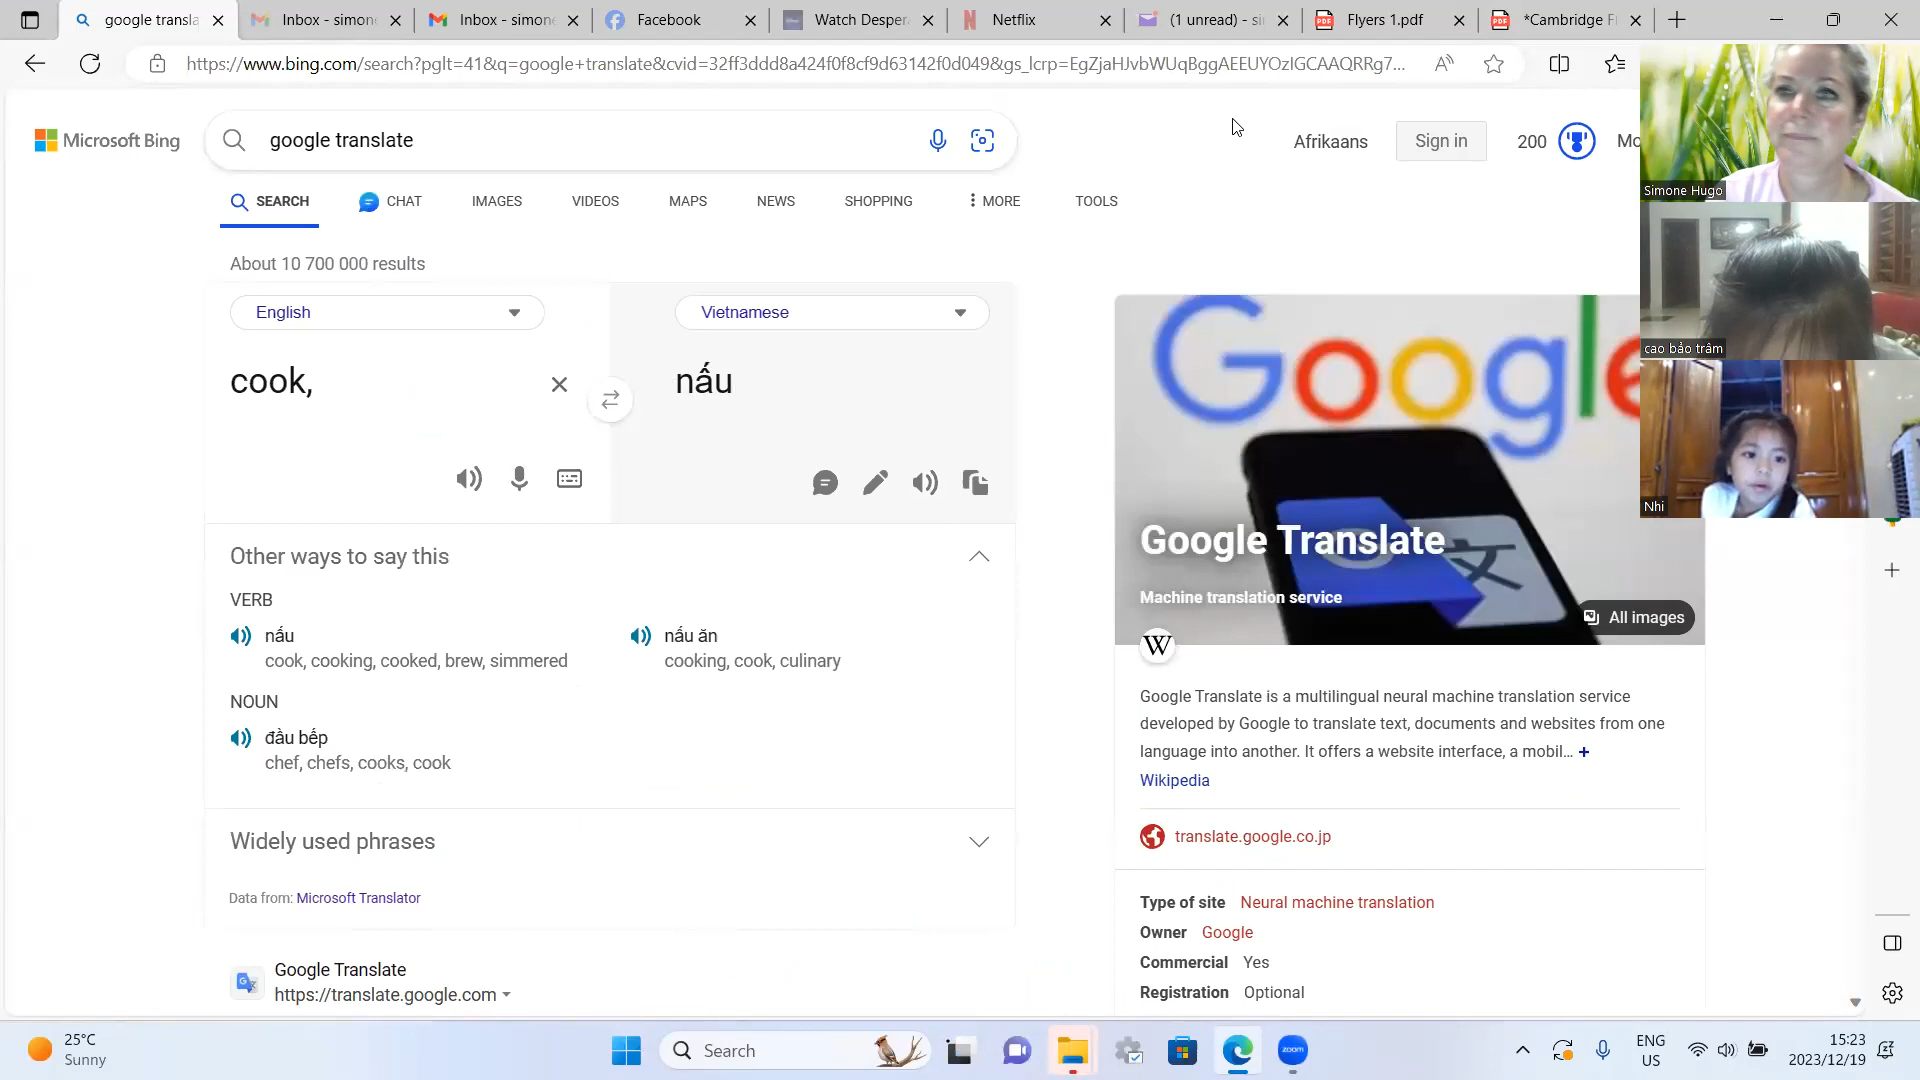 google transla
Inbox - simone
Inbox - simone
Facebook
Watch Desper
Netflix
(1 unread) - si
Flyers 1.pdf
*Cambridge F
https://www.bing.com/search?pglt=41&q=google+translate&cvid=32ff3ddd8a424f0f8cf9d63142f0d049&gs_lcrp=EgZjaHJvbWUqBggAEEUYOzIGCAAQRRg7...
Microsoft Bing
google translate
Afrikaans
Sign in
200
Mo
Simone Hugo
SEARCH
CHAT
IMAGES
VIDEOS
MAPS
NEWS
SHOPPING
MORE
TOOLS
About 10 700 000 results
English
Vietnamese
cao bảo trâm
cook,
nấu
Google
Nhi
Google Translate
Machine translation service
All images
Other ways to say this
VERB
nấu
cook, cooking, cooked, brew, simmered
nấu ăn
cooking, cook, culinary
NOUN
đầu bếp
chef, chefs, cooks, cook
W
Google Translate is a multilingual neural machine translation service
developed by Google to translate text, documents and websites from one
language into another. It offers a website interface, a mobil... +
Wikipedia
translate.google.co.jp
Widely used phrases
Data from: Microsoft Translator
Type of site Neural machine translation
Owner Google
Commercial Yes
Registration Optional
Google Translate
https://translate.google.com
25°C
Sunny
Search
zoom
ENG
US
15:23
2023/12/19